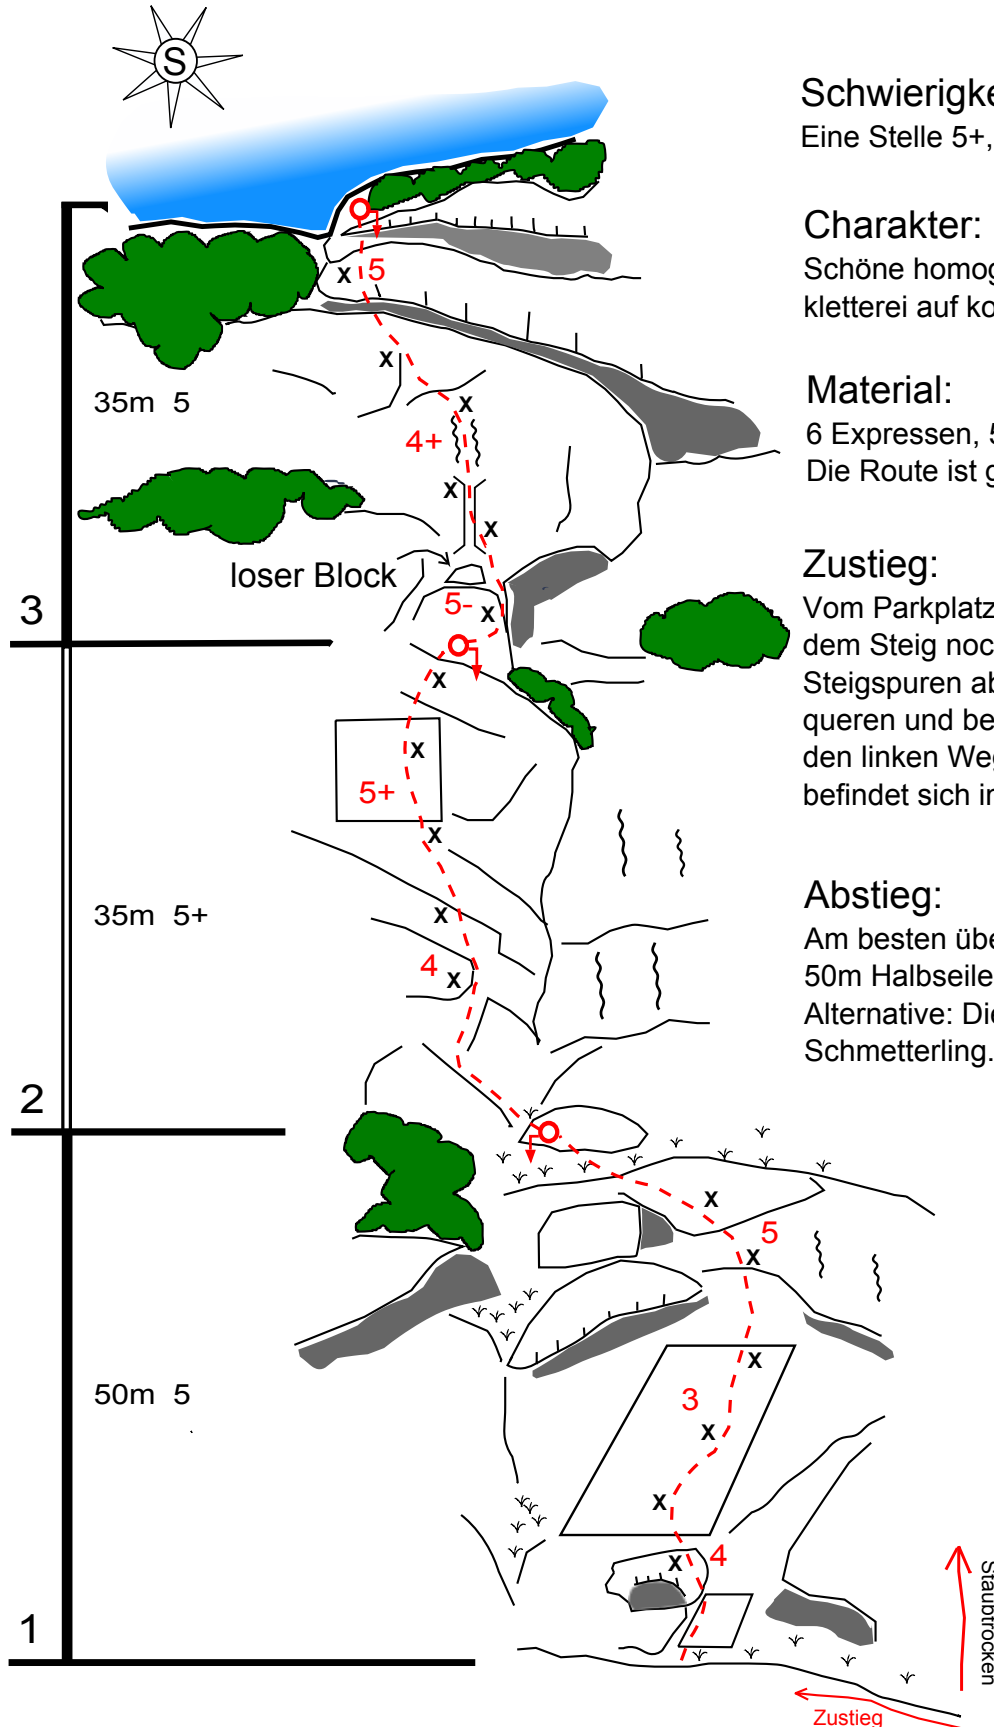 S
Schwierigke
Eine Stelle 5+,
Charakter:
Schöne homog
kletterei auf ko
Material:
6 Expressen, 5
Die Route ist g
Zustieg:
Vom Parkplatz
dem Steig noc
Steigspuren ab
queren und be
den linken Weg
befindet sich in
Abstieg:
Am besten übe
50m Halbseile
Alternative: Die
Schmetterling.
5
X
X
35m 5
X
4+
X
X
loser Block
5-
X
3
X
X
5+
X
35m 5+
X
4
X
2
X
5
X
X
50m 5
3
X
X
4
X
1
Staubtrocken
Zustieg